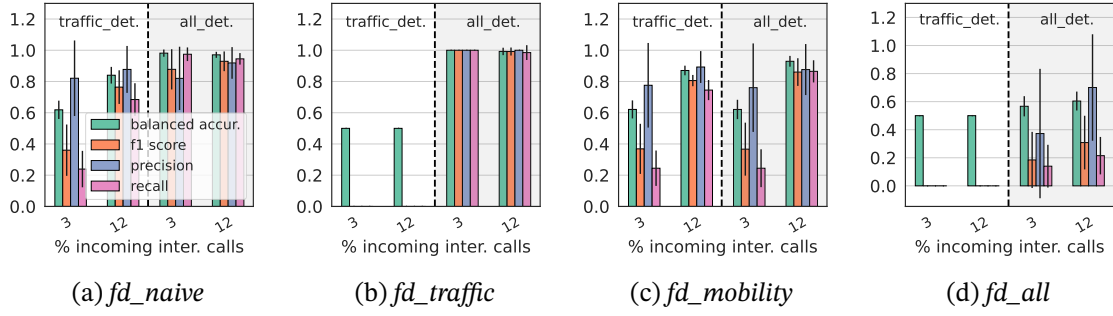 traffic_det. all_det.
1.2
1.0
0.8
0.6
0.4
0.2
0.0
balanced accur.
f1 score
precision
recall
3 12 3 12
% incoming inter. calls
(a) fd_naive
traffic_det. all_det.
1.2
1.0
0.8
0.6
0.4
0.2
0.0
3 12 3 12
% incoming inter. calls
(b) fd_traffic
traffic_det. all_det.
1.2
1.0
0.8
0.6
0.4
0.2
0.0
3 12 3 12
% incoming inter. calls
(c) fd_mobility
traffic_det. all_det.
1.2
1.0
0.8
0.6
0.4
0.2
0.0
3 12 3 12
% incoming inter. calls
(d) fd_all